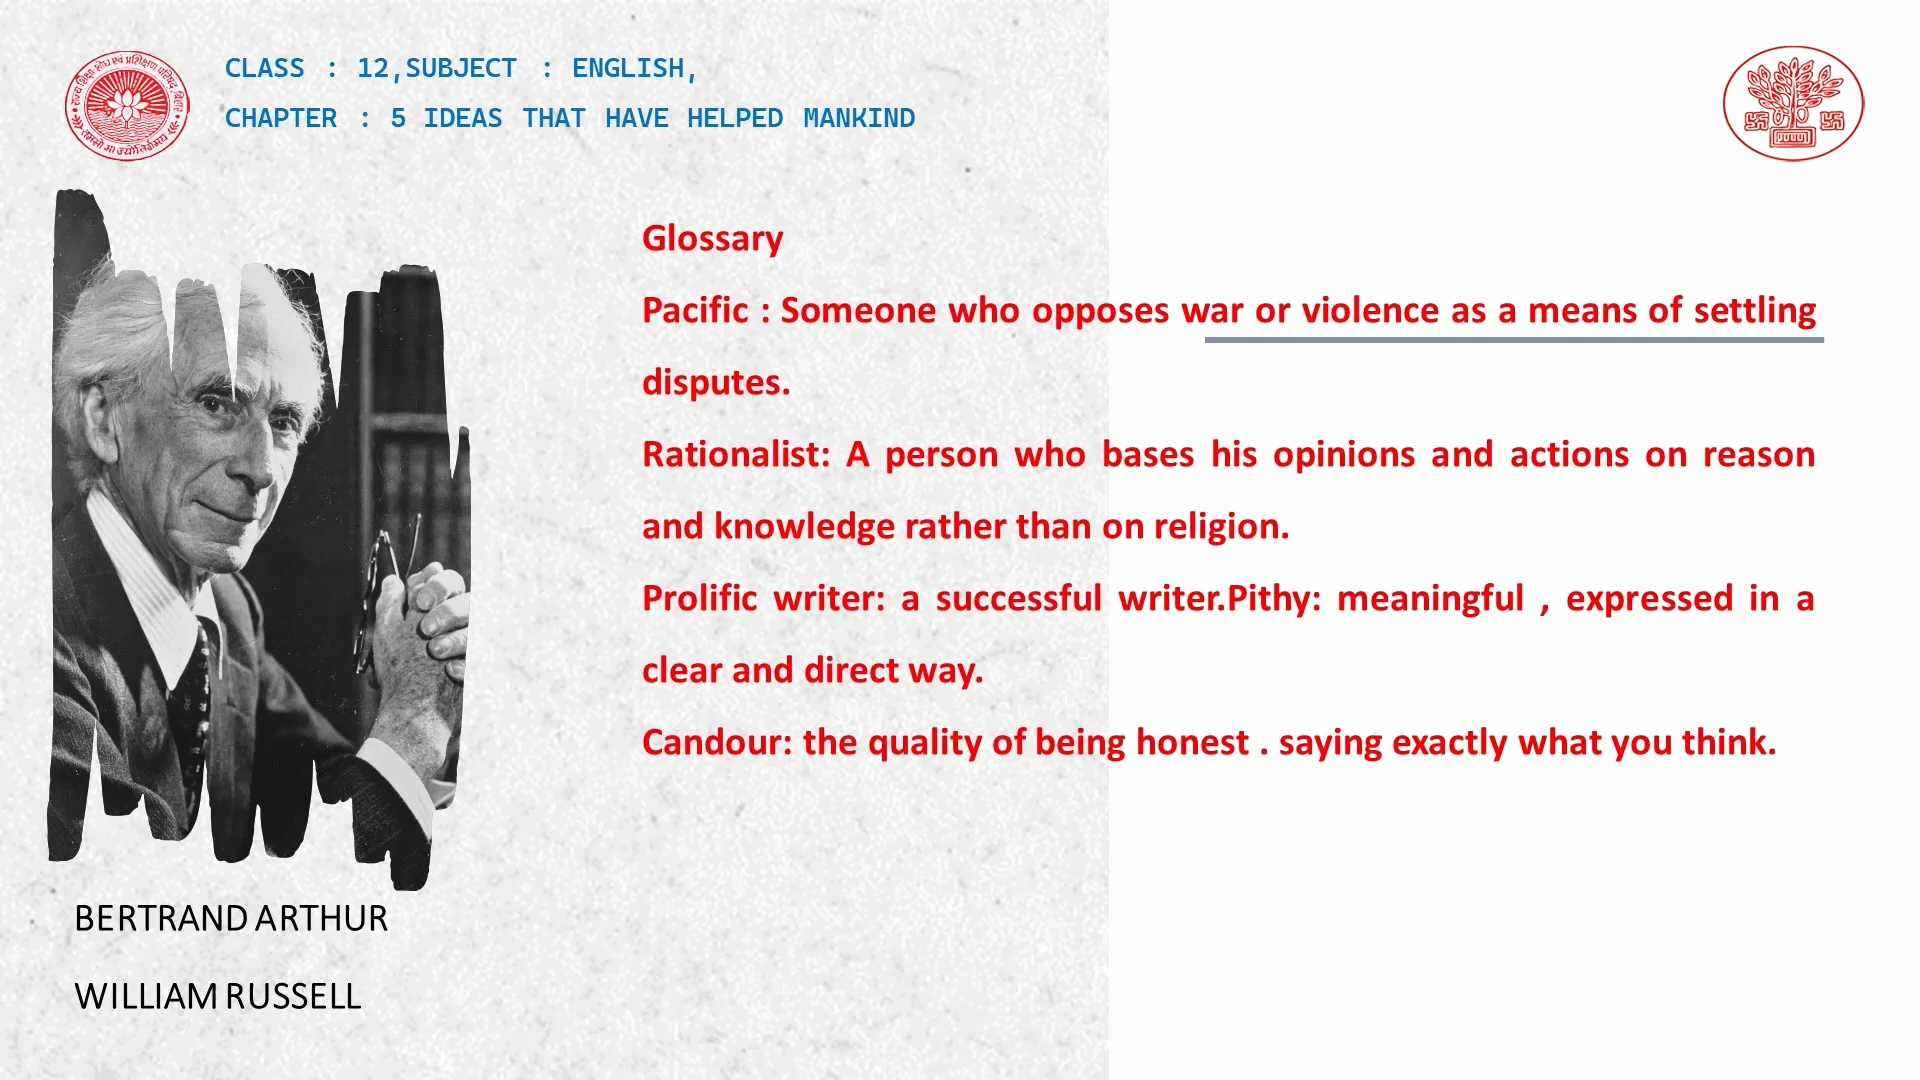 CLASS : 12,SUBJECT : ENGLISH,
CHAPTER : 5 IDEAS THAT HAVE HELPED MANKIND
Glossary
Pacific : Someone who opposes war or violence as a means of settling
disputes.
Rationalist: A person who bases his opinions and actions on reason
and knowledge rather than on religion.
Prolific writer: a successful writer.Pithy: meaningful , expressed in a
clear and direct way.
Candour: the quality of being honest . saying exactly what you think.
BERTRAND ARTHUR
WILLIAM RUSSELL